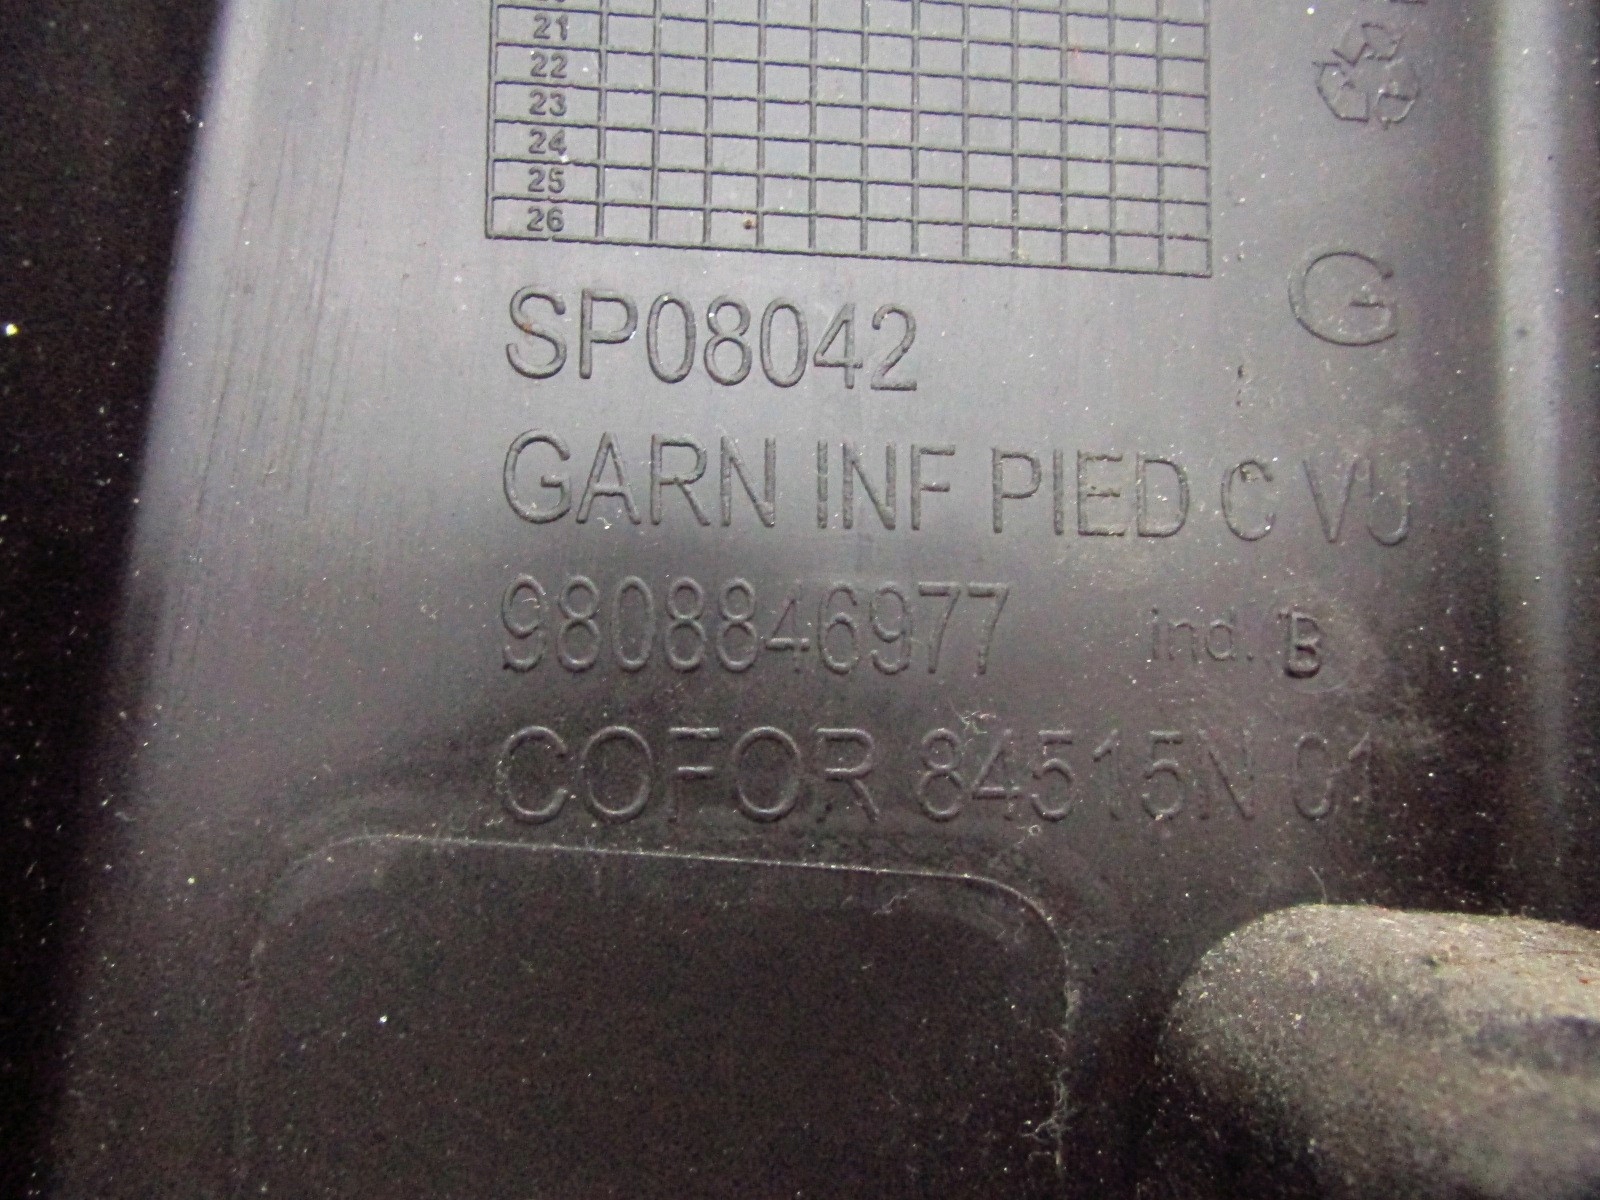 21
22
23
24
25
26
G
SP08042
GARN INF PIED C VU
9808846977 ind. B
COFOR 84515N 01